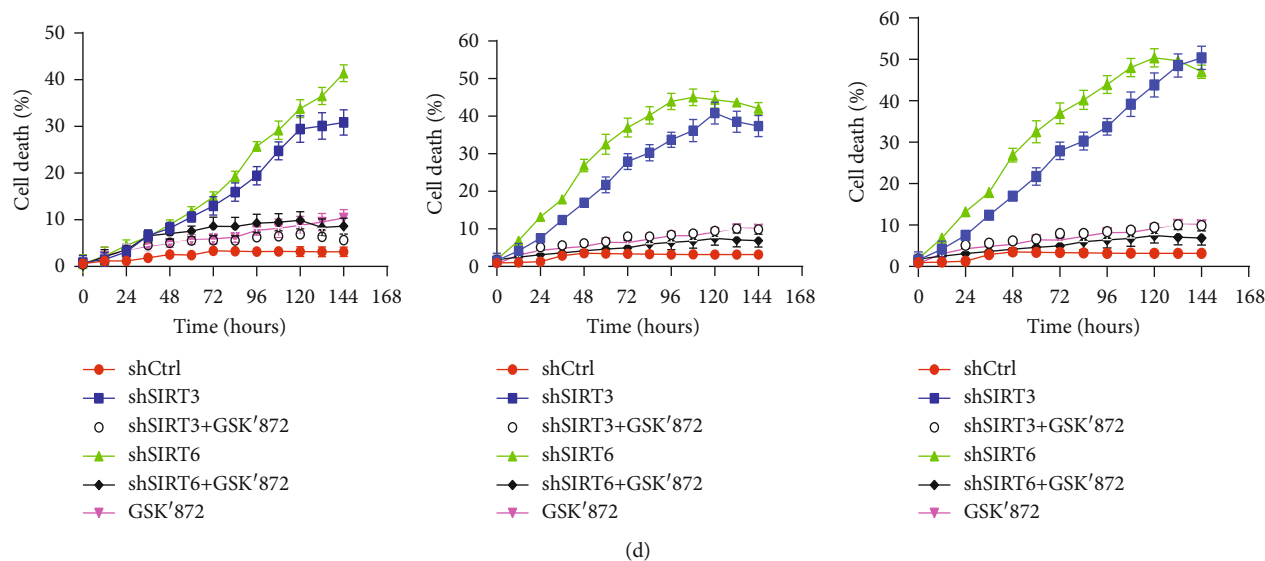 50
40
30
20
10
0
Cell death (%)
0 24 48 72 96 120 144 168
Time (hours)
shCtrl
shSIRT3
shSIRT3+GSK′872
shSIRT6
shSIRT6+GSK′872
GSK′872
60
50
40
30
20
10
0
Cell death (%)
0 24 48 72 96 120 144 168
Time (hours)
shCtrl
shSIRT3
shSIRT3+GSK′872
shSIRT6
shSIRT6+GSK′872
GSK′872
60
50
40
30
20
10
0
Cell death (%)
0 24 48 72 96 120 144 168
Time (hours)
shCtrl
shSIRT3
shSIRT3+GSK′872
shSIRT6
shSIRT6+GSK′872
GSK′872
(d)